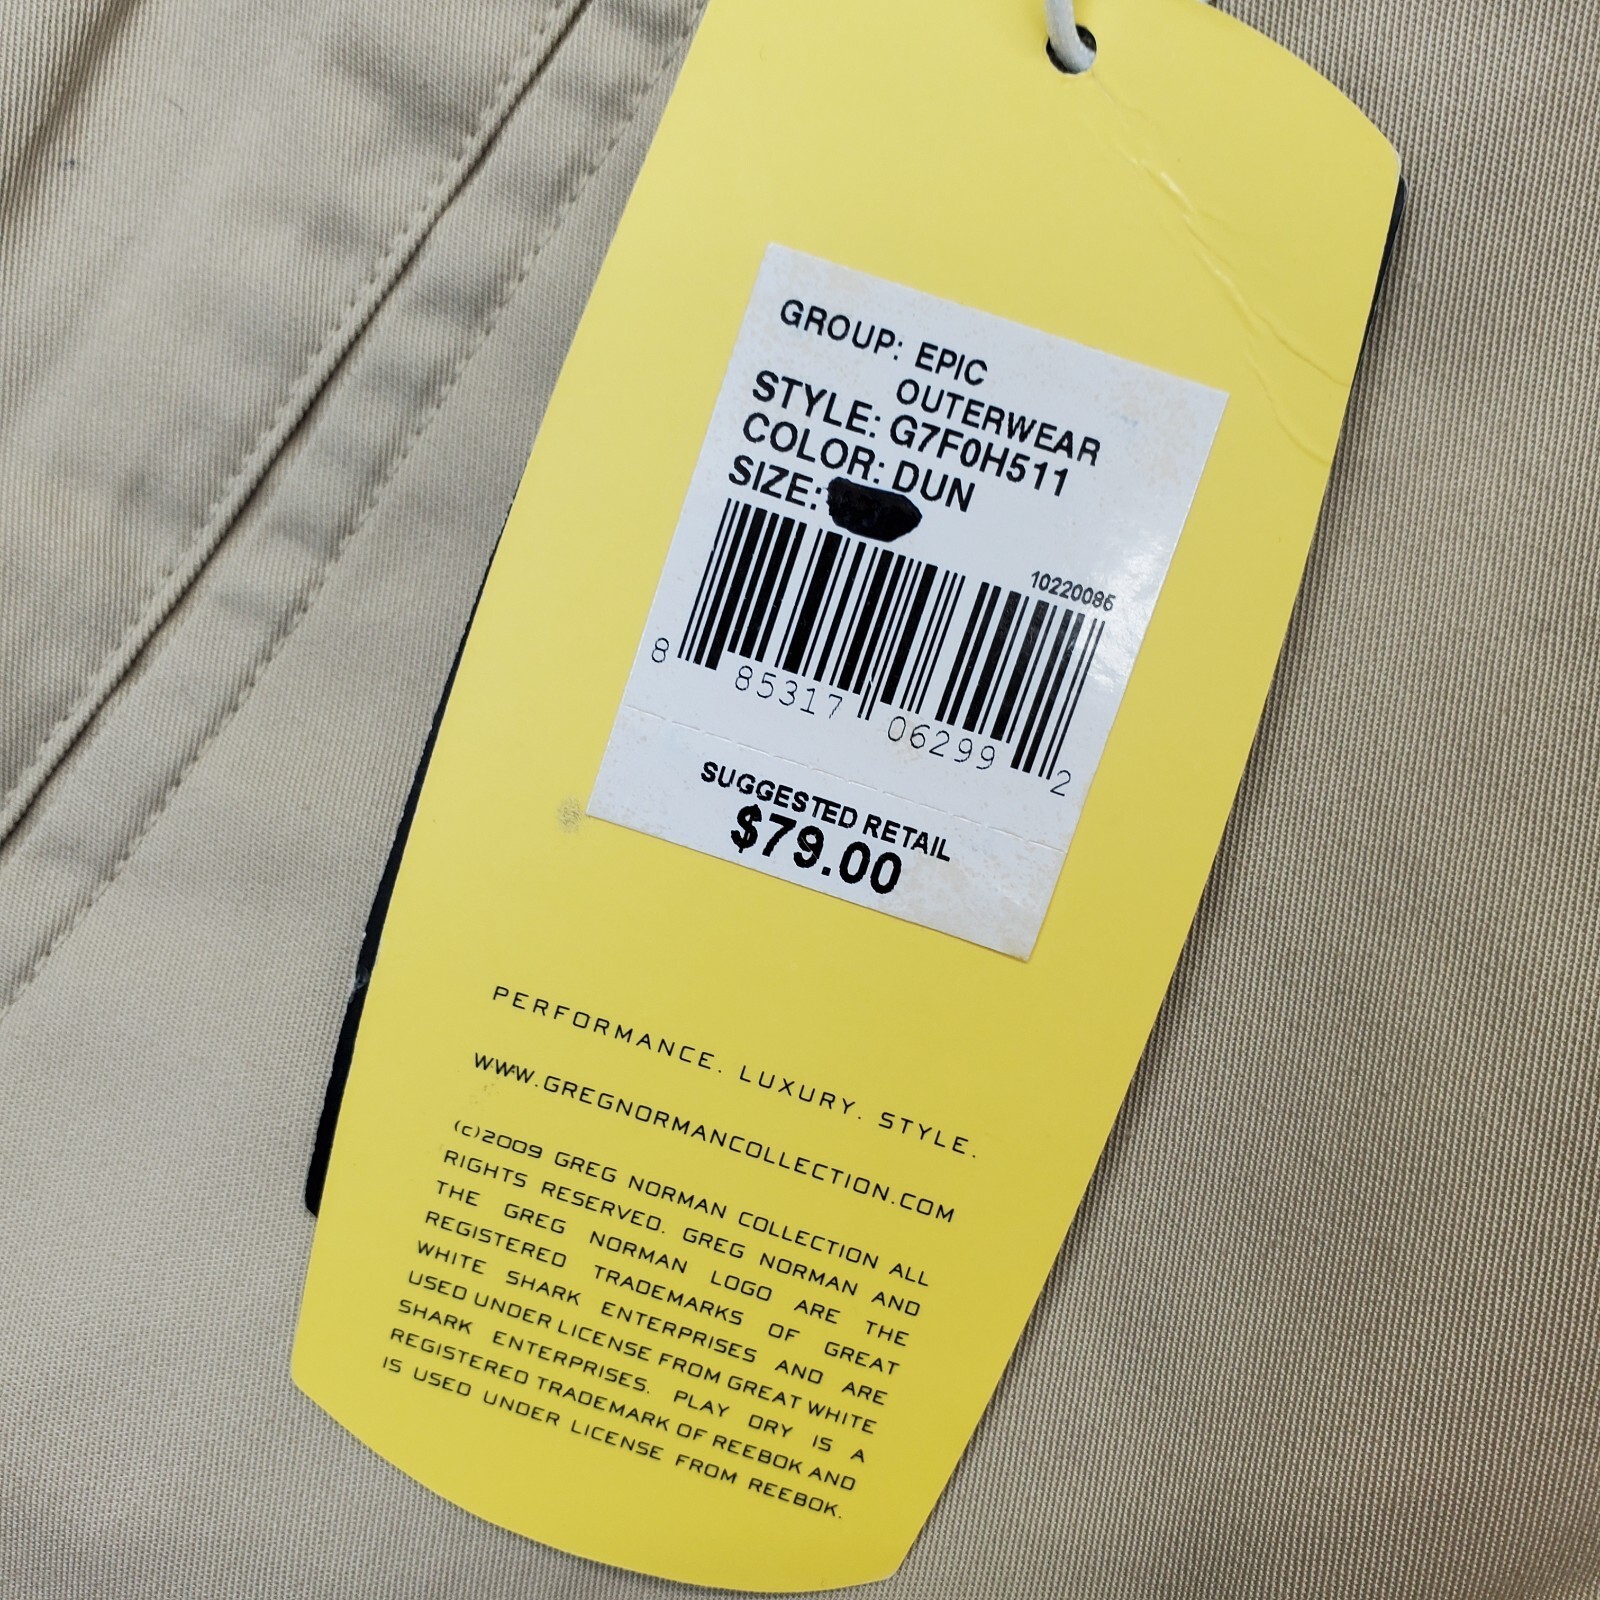 GROUP: EPIC
OUTERWEAR
STYLE: G7F0H511
COLOR: DUN
SIZE:
10220085
8 85317 06299 2
SUGGESTED RETAIL
$79.00
PERFORMANCE. LUXURY. STYLE.
WWW.GREGNORMANCOLLECTION.COM
(c)2009 GREG NORMAN COLLECTION ALL
RIGHTS RESERVED. GREG NORMAN AND
THE GREG NORMAN LOGO ARE THE
REGISTERED TRADEMARKS OF GREAT
WHITE SHARK ENTERPRISES AND ARE
USED UNDER LICENSE FROM GREAT WHITE
SHARK ENTERPRISES. PLAY DRY IS A
REGISTERED TRADEMARK OF REEBOK AND
IS USED UNDER LICENSE FROM REEBOK.